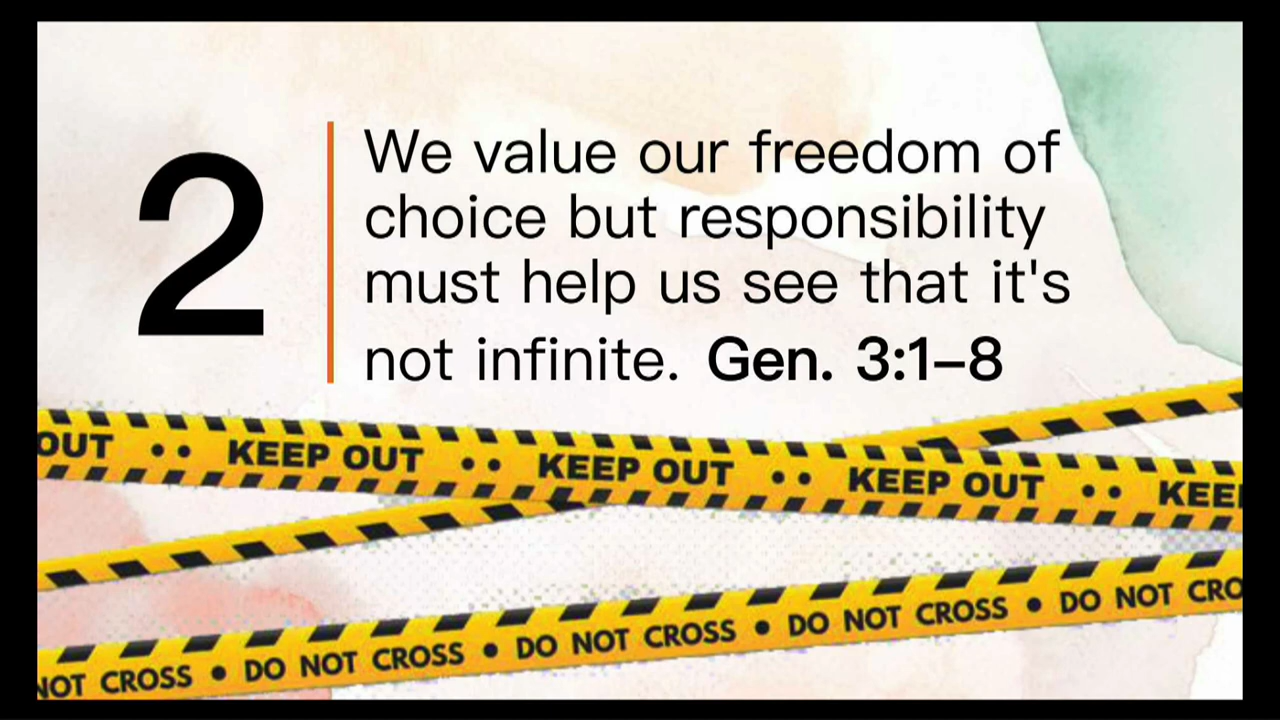 2
We value our freedom of
choice but responsibility
must help us see that it's
not infinite. Gen. 3:1–8
OUT •• KEEP OUT •• KEEP OUT •• KEEP OUT •• KEE
NOT CROSS • DO NOT CROSS • DO NOT CROSS • DO NOT CROSS • DO NOT CRO